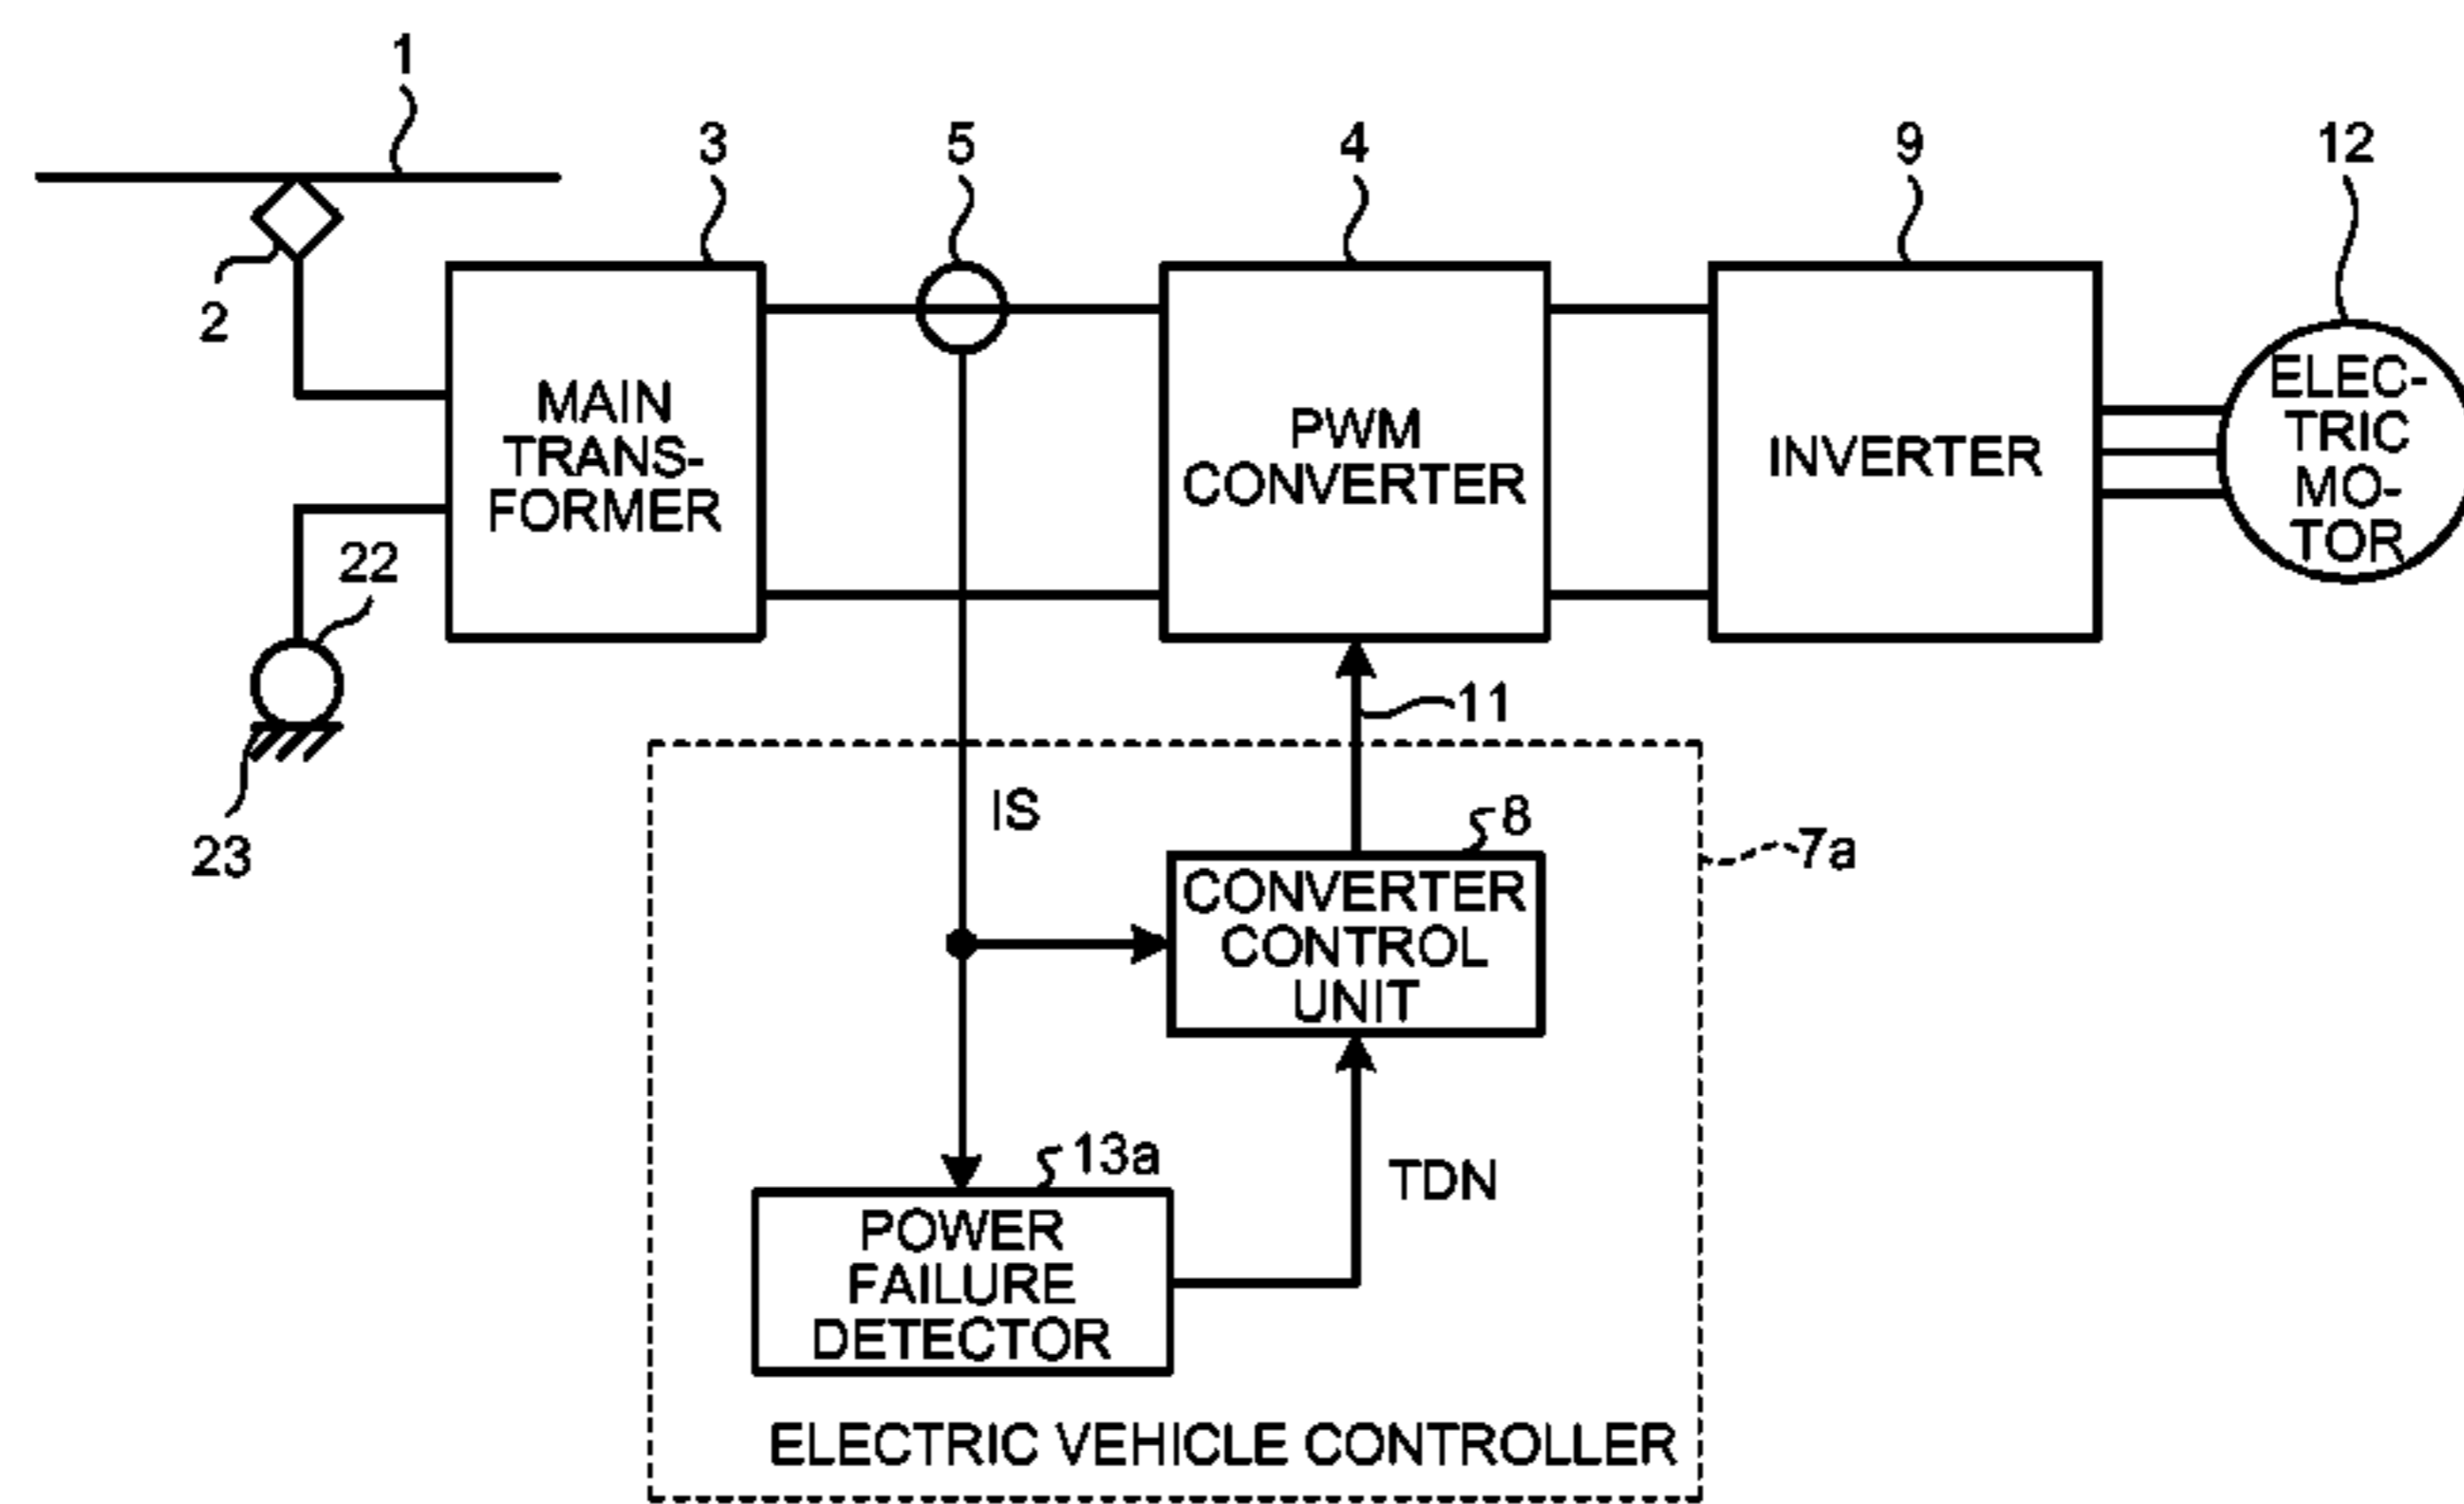 1
3
5
4
9
12
2
MAIN
TRANS-
FORMER
PWM
CONVERTER
INVERTER
ELEC-
TRIC
MO-
TOR
22
23
11
IS
8
7a
CONVERTER
CONTROL
UNIT
13a
TDN
POWER
FAILURE
DETECTOR
ELECTRIC VEHICLE CONTROLLER